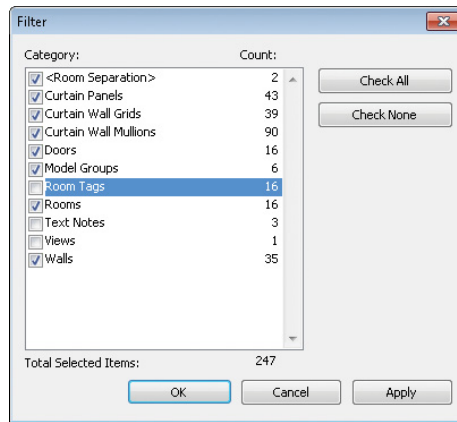 Filter
Category: Count:
<Room Separation> 2
Curtain Panels 43
Curtain Wall Grids 39
Curtain Wall Mullions 90
Doors 16
Model Groups 6
Room Tags 16
Rooms 16
Text Notes 3
Views 1
Walls 35
Check All
Check None
Total Selected Items: 247
OK Cancel Apply